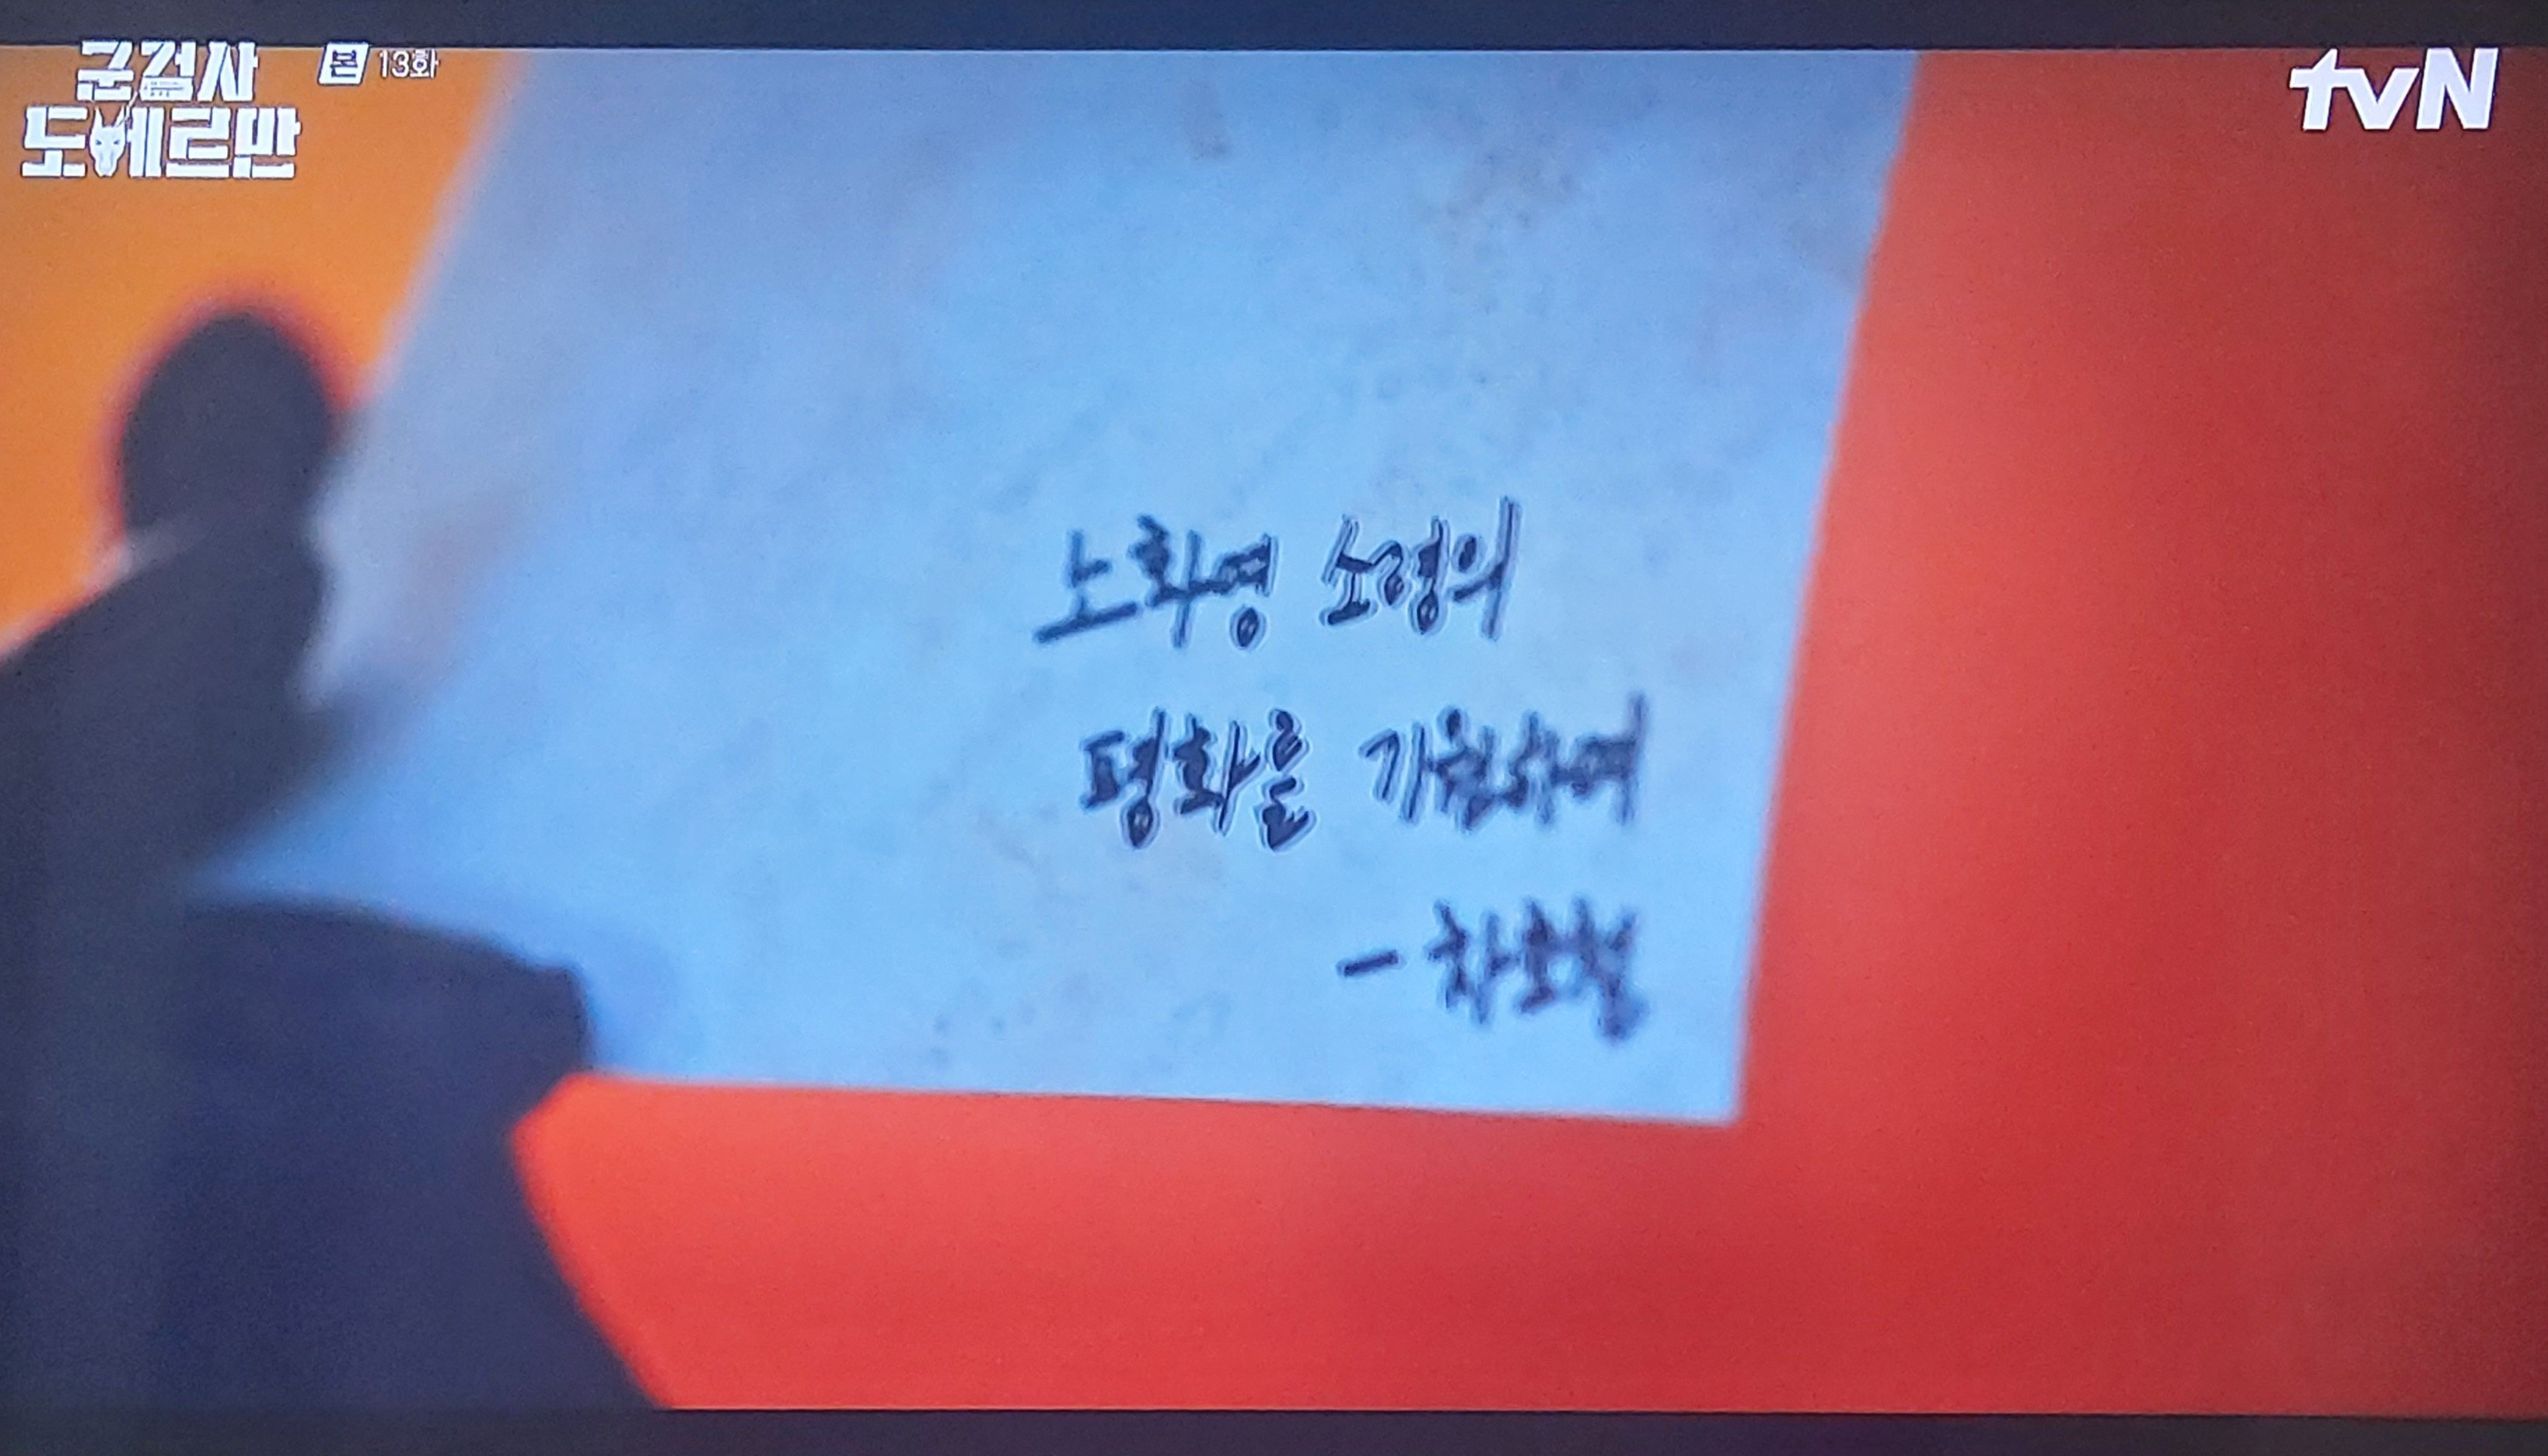 군검사
도베르만
본 13화
tvN
노화영 소령의
평화를 기원하며
- 차호철